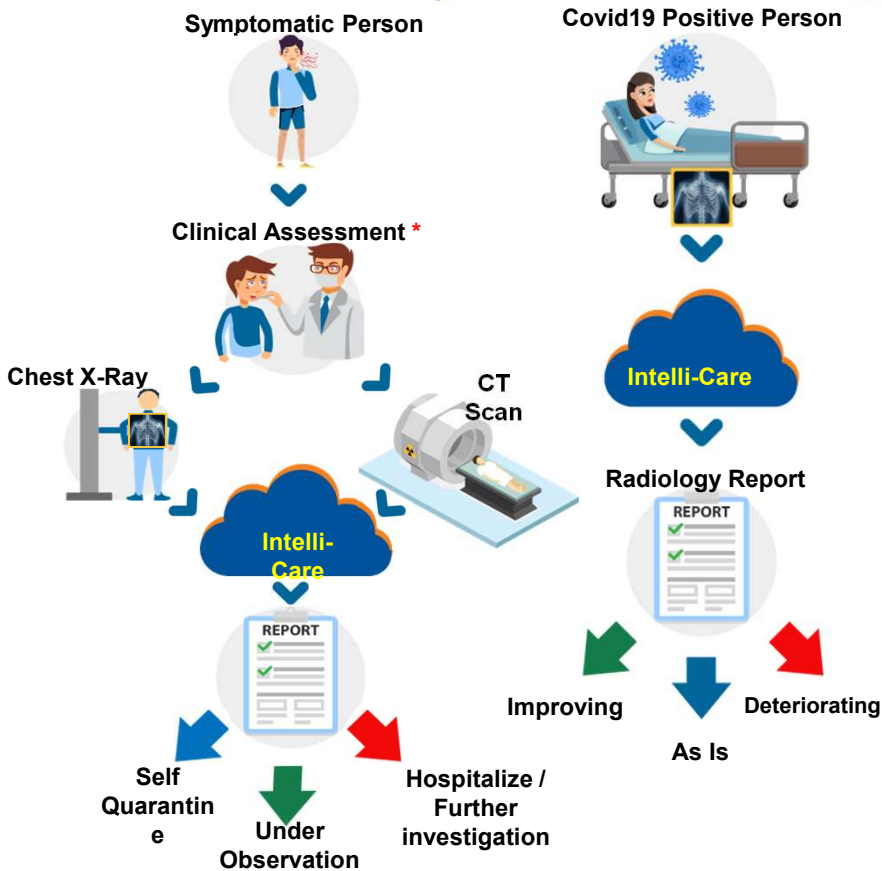 Symptomatic Person
Clinical Assessment *
Chest X-Ray
CT
Scan
Intelli-
Care
REPORT
Self
Quarantin
e
Under
Observation
Hospitalize /
Further
investigation
Covid19 Positive Person
Intelli-Care
Radiology Report
REPORT
Improving
As Is
Deteriorating